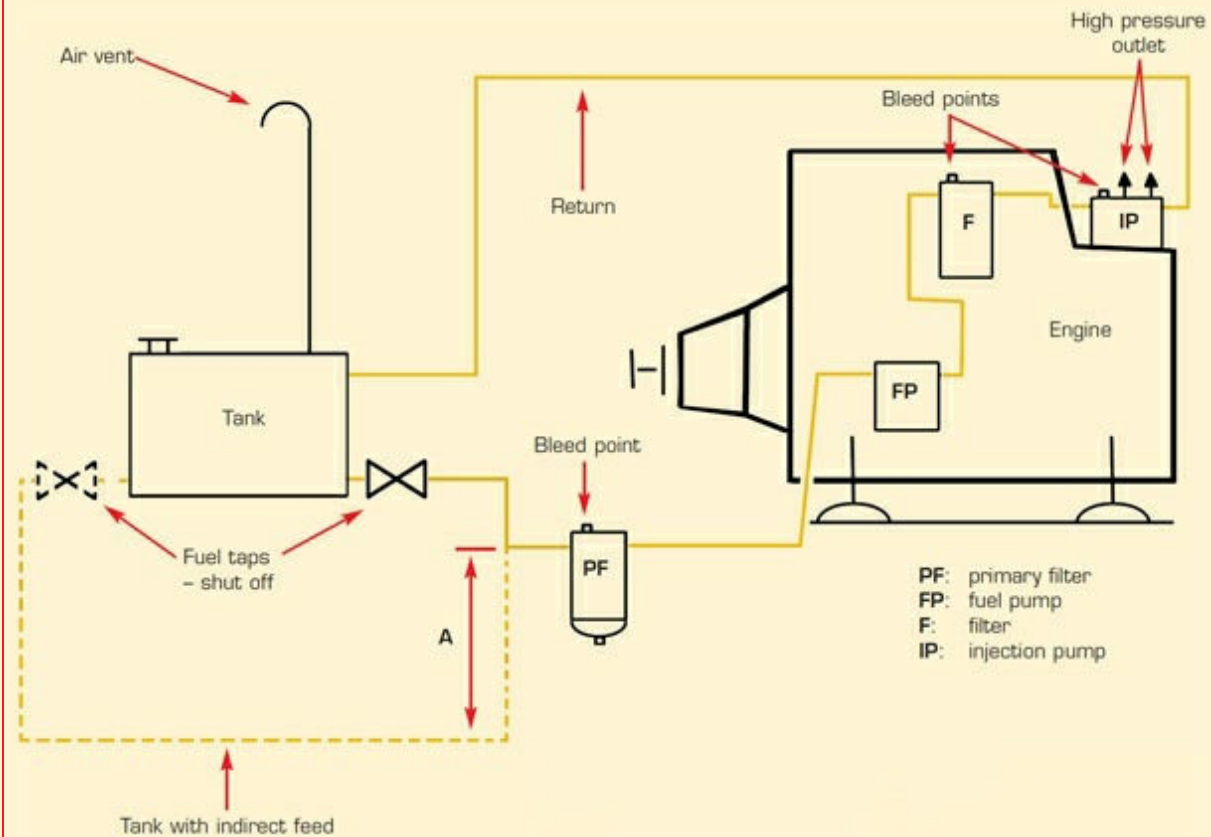 High pressure
outlet
Air vent
Bleed points
Return
F
IP
Engine
Tank
FP
Bleed point
Fuel taps
– shut off
PF
A
PF: primary filter
FP: fuel pump
F: filter
IP: injection pump
Tank with indirect feed